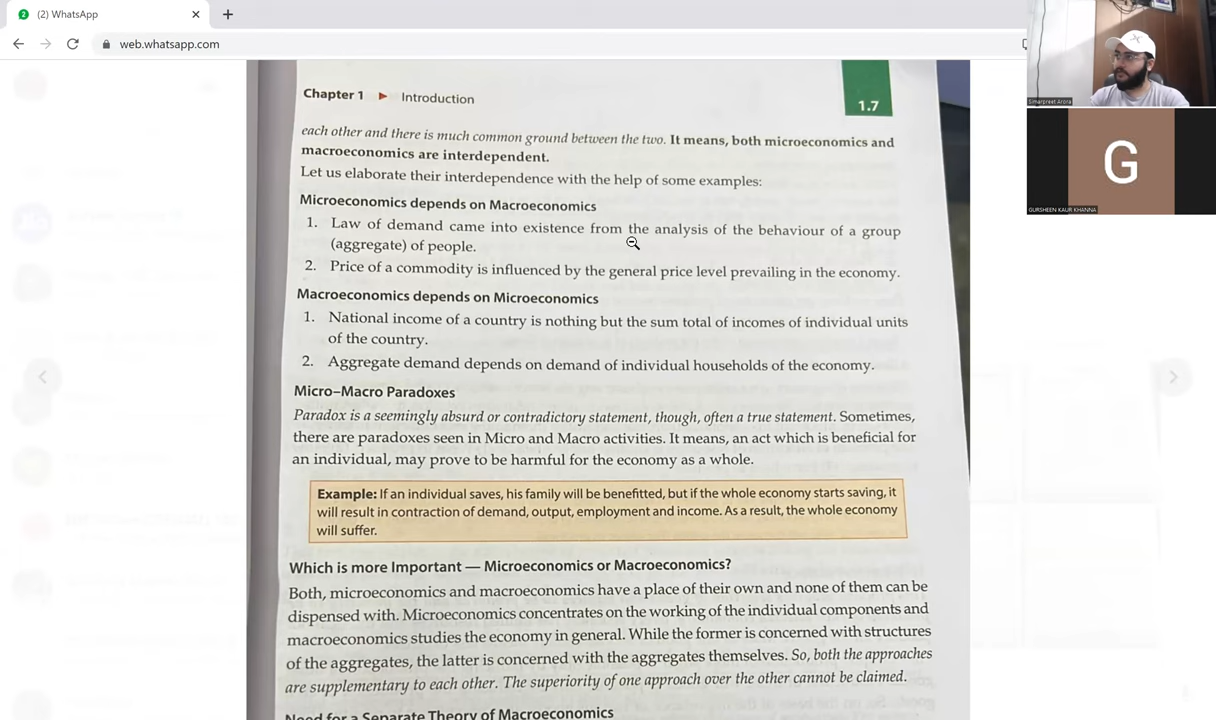 2
(2) WhatsApp
web.whatsapp.com
Chapter 1 ► Introduction
1.7
each other and there is much common ground between the two. It means, both microeconomics and
macroeconomics are interdependent.
Let us elaborate their interdependence with the help of some examples:
Microeconomics depends on Macroeconomics
1. Law of demand came into existence from the analysis of the behaviour of a group
(aggregate) of people.
2. Price of a commodity is influenced by the general price level prevailing in the economy.
Macroeconomics depends on Microeconomics
1. National income of a country is nothing but the sum total of incomes of individual units
of the country.
2. Aggregate demand depends on demand of individual households of the economy.
Micro–Macro Paradoxes
Paradox is a seemingly absurd or contradictory statement, though, often a true statement. Sometimes,
there are paradoxes seen in Micro and Macro activities. It means, an act which is beneficial for
an individual, may prove to be harmful for the economy as a whole.
Example: If an individual saves, his family will be benefitted, but if the whole economy starts saving, it
will result in contraction of demand, output, employment and income. As a result, the whole economy
will suffer.
Which is more Important — Microeconomics or Macroeconomics?
Both, microeconomics and macroeconomics have a place of their own and none of them can be
dispensed with. Microeconomics concentrates on the working of the individual components and
macroeconomics studies the economy in general. While the former is concerned with structures
of the aggregates, the latter is concerned with the aggregates themselves. So, both the approaches
are supplementary to each other. The superiority of one approach over the other cannot be claimed.
Need for a Separate Theory of Macroeconomics
Simarpreet Arora
G
GURSHEEN KAUR KHANNA